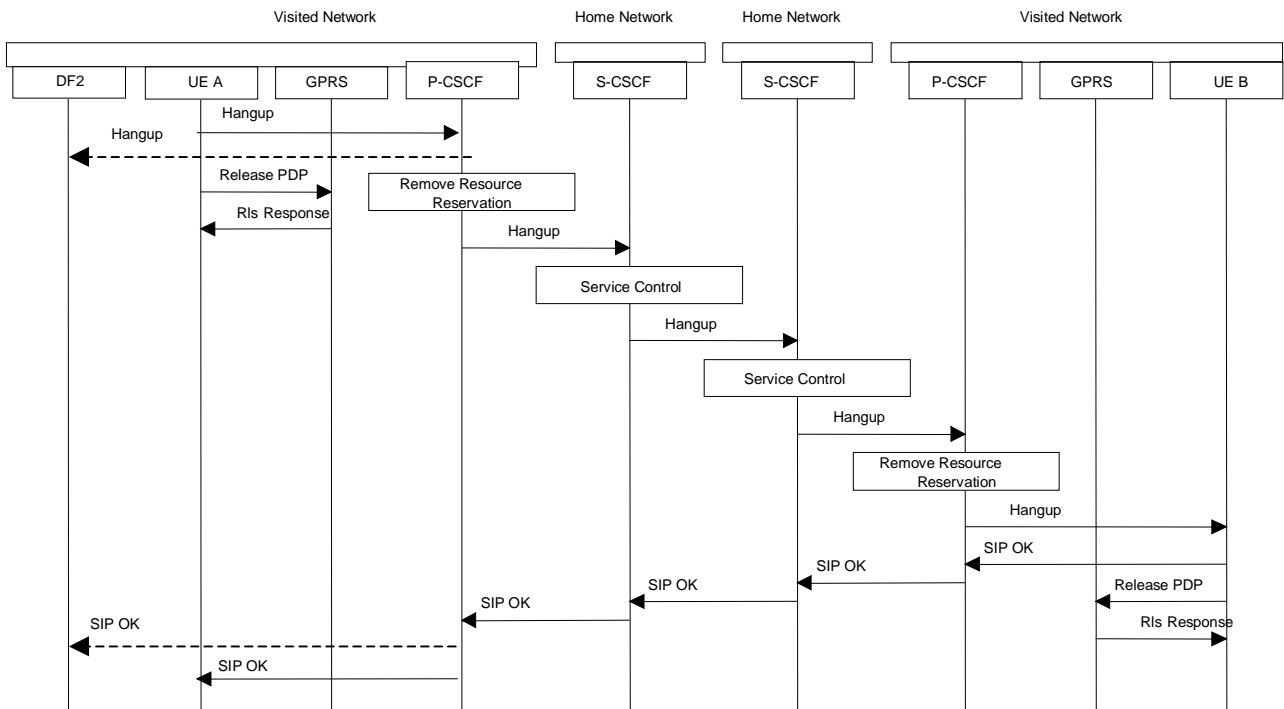 Visited Network
Home Network
Home Network
Visited Network
DF2
UE A
GPRS
P-CSCF
S-CSCF
S-CSCF
P-CSCF
GPRS
UE B
Hangup
Hangup
Release PDP
Remove Resource
Reservation
Rls Response
Hangup
Service Control
Hangup
Service Control
Hangup
Remove Resource
Reservation
Hangup
SIP OK
SIP OK
SIP OK
Release PDP
SIP OK
SIP OK
Rls Response
SIP OK